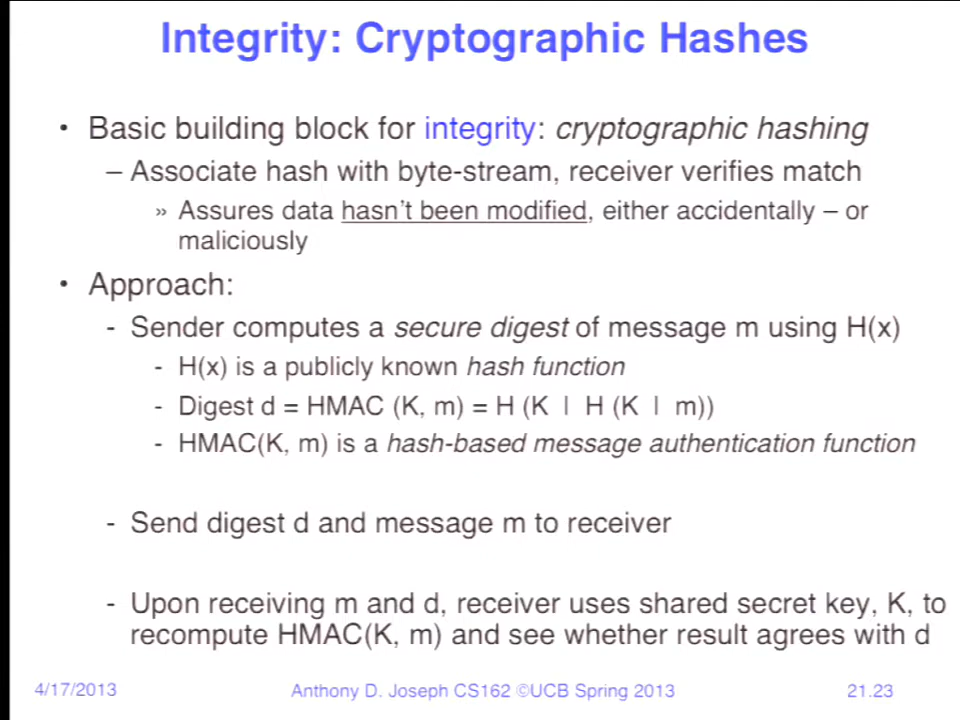 Integrity: Cryptographic Hashes
• Basic building block for integrity: cryptographic hashing
– Associate hash with byte-stream, receiver verifies match
» Assures data hasn't been modified, either accidentally – or
maliciously
• Approach:
- Sender computes a secure digest of message m using H(x)
- H(x) is a publicly known hash function
- Digest d = HMAC (K, m) = H (K | H (K | m))
- HMAC(K, m) is a hash-based message authentication function
- Send digest d and message m to receiver
- Upon receiving m and d, receiver uses shared secret key, K, to
recompute HMAC(K, m) and see whether result agrees with d
4/17/2013 Anthony D. Joseph CS162 ©UCB Spring 2013 21.23